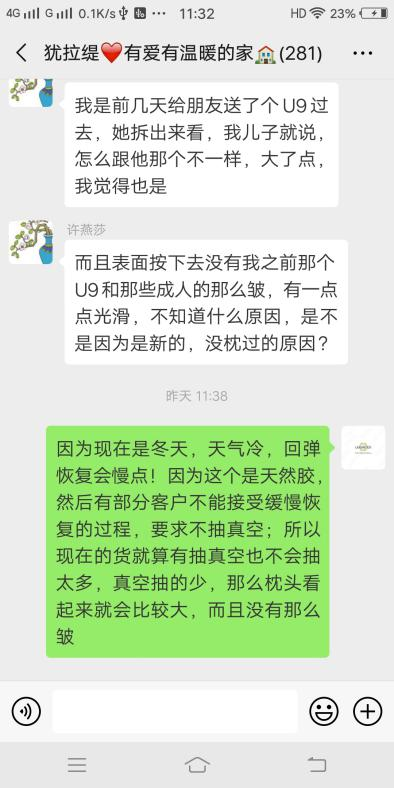 4G G 0.1K/s ... 11:32 HD 23%
犹拉缇❤️有爱有温暖的家🏠(281) ...
我是前几天给朋友送了个 U9 过
去，她拆出来看，我儿子就说，
怎么跟他那个不一样，大了点，
我觉得也是
许燕莎
而且表面按下去没有我之前那个
U9 和那些成人的那么皱，有一点
点光滑，不知道什么原因，是不
是因为是新的，没枕过的原因？
昨天 11:38
因为现在是冬天，天气冷，回弹
恢复会慢点！因为这个是天然胶，
然后有部分客户不能接受缓慢恢
复的过程，要求不抽真空；所以
现在的货就算有抽真空也不会抽
太多，真空抽的少，那么枕头看
起来就会比较大，而且没有那么
皱